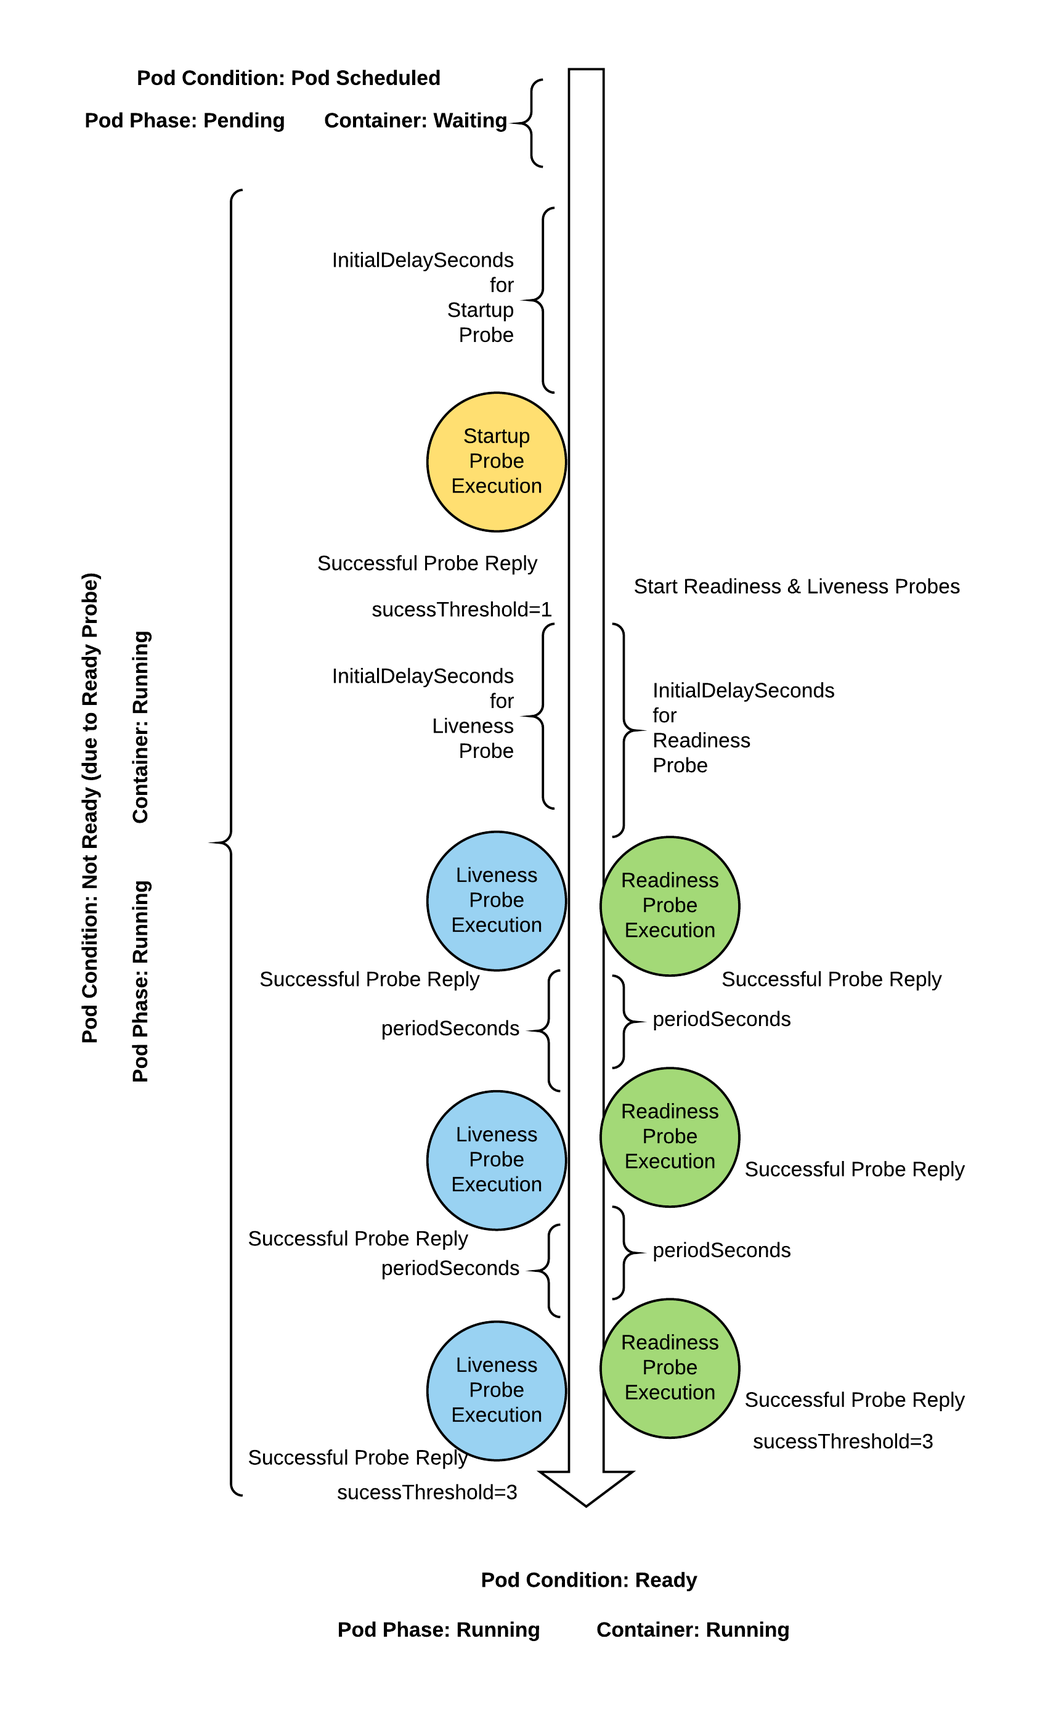 Pod Condition: Pod Scheduled
Pod Phase: Pending
Container: Waiting
InitialDelaySeconds
for
Startup
Probe
Startup
Probe
Execution
Successful Probe Reply
sucessThreshold=1
Start Readiness & Liveness Probes
InitialDelaySeconds
for
Liveness
Probe
InitialDelaySeconds
for
Readiness
Probe
Pod Condition: Not Ready (due to Ready Probe)
Pod Phase: Running
Container: Running
Liveness
Probe
Execution
Readiness
Probe
Execution
Successful Probe Reply
Successful Probe Reply
periodSeconds
periodSeconds
Liveness
Probe
Execution
Readiness
Probe
Execution
Successful Probe Reply
Successful Probe Reply
periodSeconds
periodSeconds
Liveness
Probe
Execution
Readiness
Probe
Execution
Successful Probe Reply
sucessThreshold=3
Successful Probe Reply
sucessThreshold=3
Pod Condition: Ready
Pod Phase: Running
Container: Running